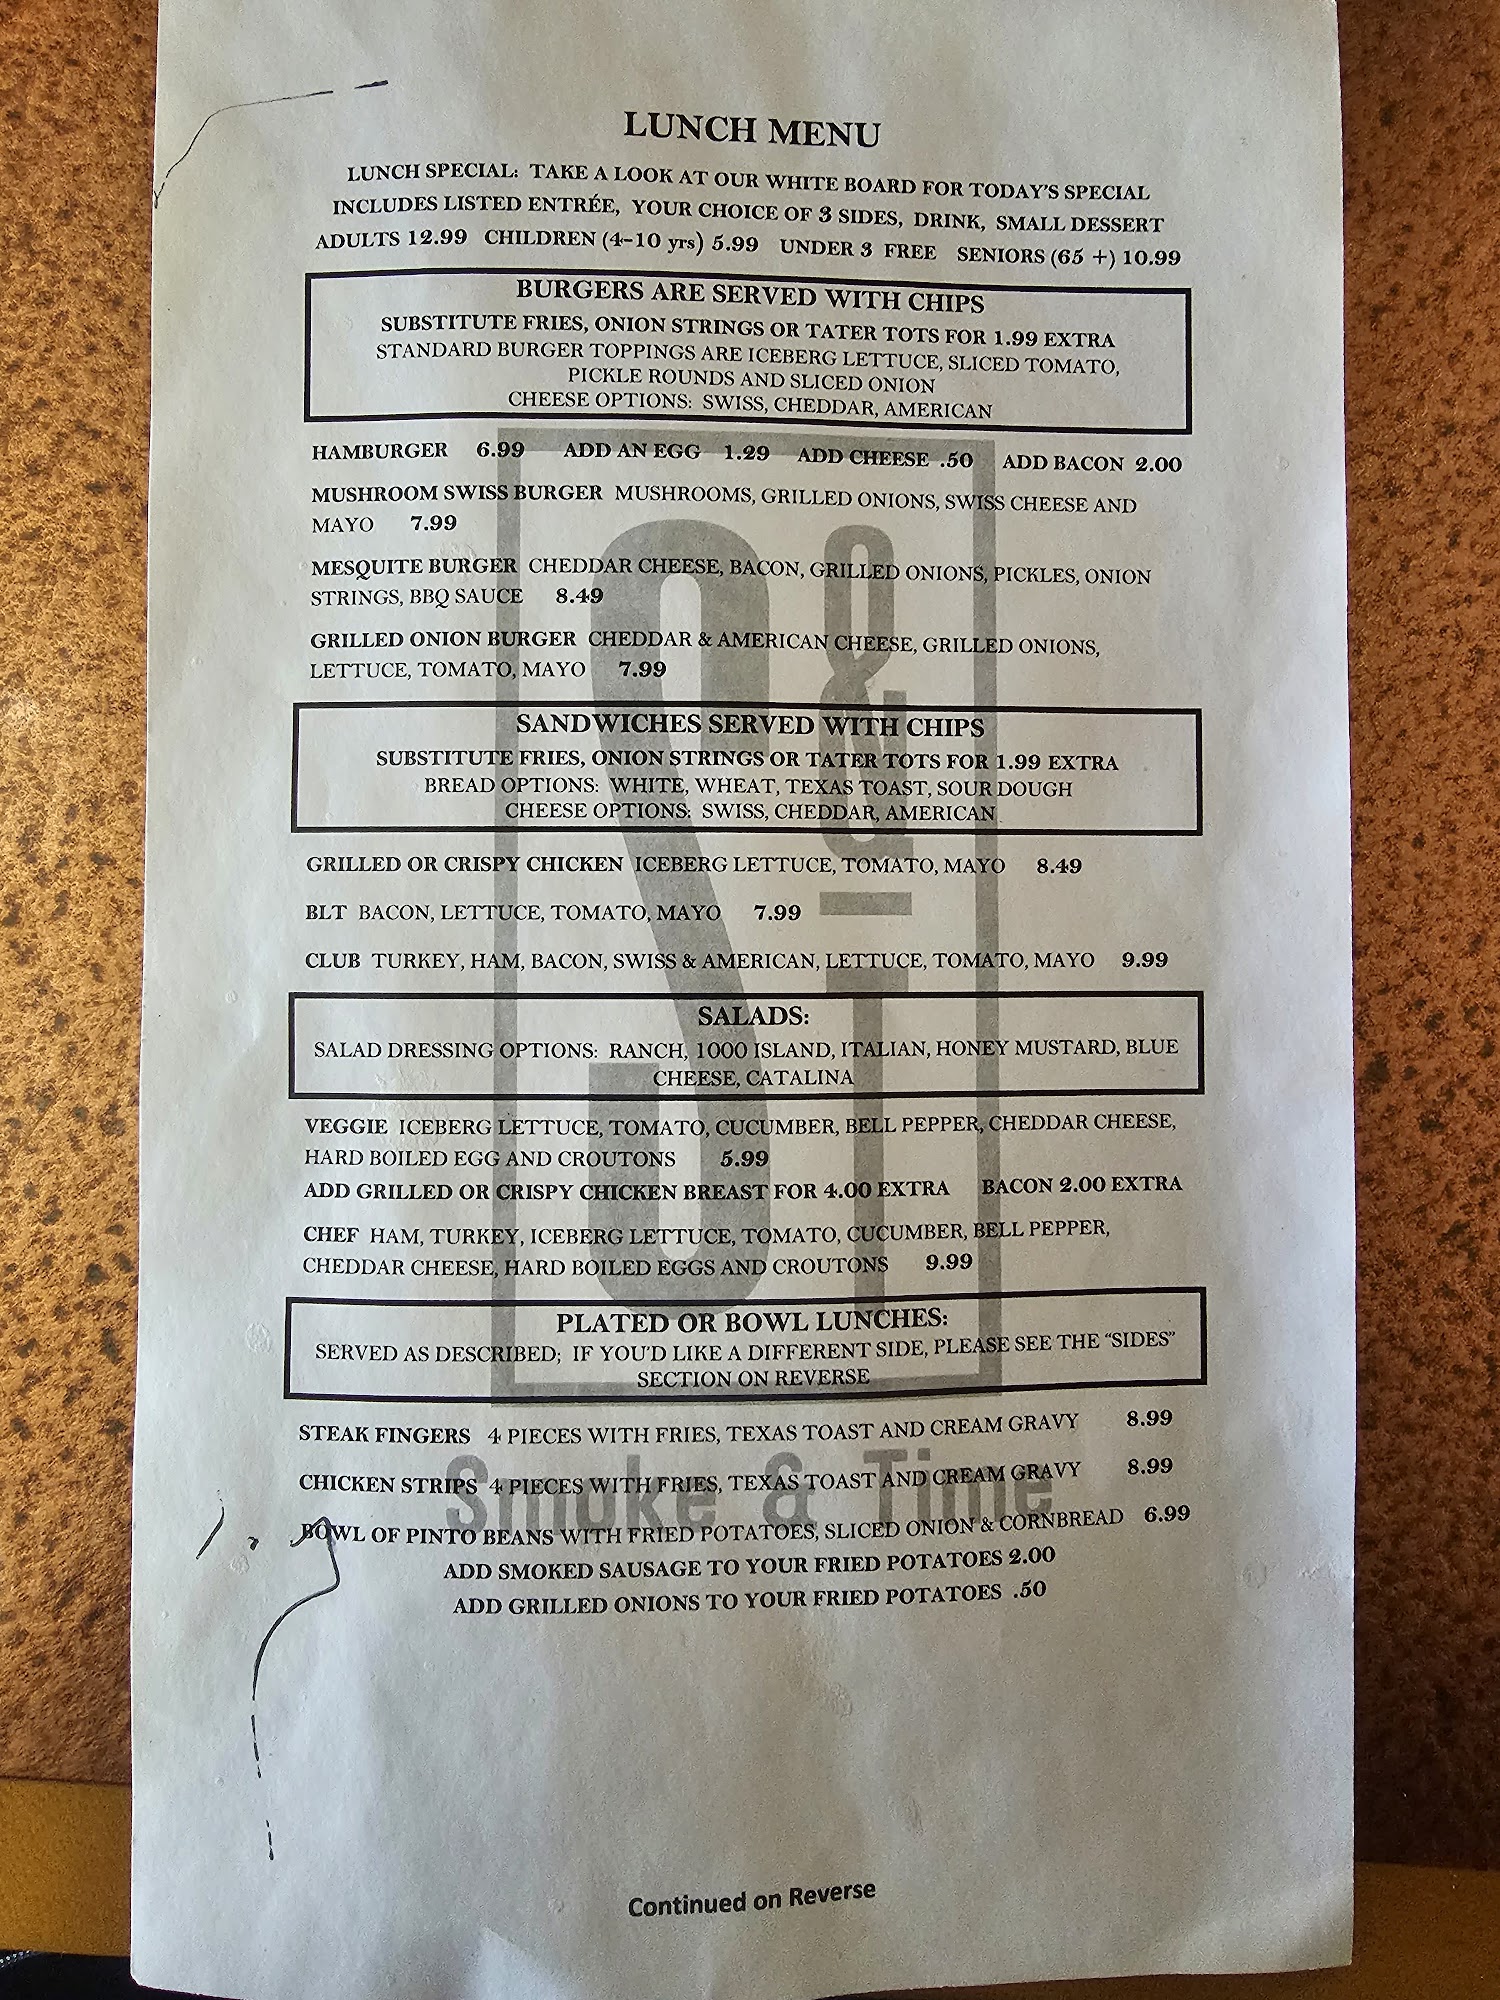 LUNCH MENU
LUNCH SPECIAL: TAKE A LOOK AT OUR WHITE BOARD FOR TODAY'S SPECIAL
INCLUDES LISTED ENTRÉE, YOUR CHOICE OF 3 SIDES, DRINK, SMALL DESSERT
ADULTS 12.99 CHILDREN (4-10 yrs) 5.99 UNDER 3 FREE SENIORS (65 +) 10.99
BURGERS ARE SERVED WITH CHIPS
SUBSTITUTE FRIES, ONION STRINGS OR TATER TOTS FOR 1.99 EXTRA
STANDARD BURGER TOPPINGS ARE ICEBERG LETTUCE, SLICED TOMATO,
PICKLE ROUNDS AND SLICED ONION
CHEESE OPTIONS: SWISS, CHEDDAR, AMERICAN
HAMBURGER 6.99 ADD AN EGG 1.29 ADD CHEESE .50 ADD BACON 2.00
MUSHROOM SWISS BURGER MUSHROOMS, GRILLED ONIONS, SWISS CHEESE AND
MAYO 7.99
MESQUITE BURGER CHEDDAR CHEESE, BACON, GRILLED ONIONS, PICKLES, ONION
STRINGS, BBQ SAUCE 8.49
GRILLED ONION BURGER CHEDDAR & AMERICAN CHEESE, GRILLED ONIONS,
LETTUCE, TOMATO, MAYO 7.99
SANDWICHES SERVED WITH CHIPS
SUBSTITUTE FRIES, ONION STRINGS OR TATER TOTS FOR 1.99 EXTRA
BREAD OPTIONS: WHITE, WHEAT, TEXAS TOAST, SOUR DOUGH
CHEESE OPTIONS: SWISS, CHEDDAR, AMERICAN
GRILLED OR CRISPY CHICKEN ICEBERG LETTUCE, TOMATO, MAYO 8.49
BLT BACON, LETTUCE, TOMATO, MAYO 7.99
CLUB TURKEY, HAM, BACON, SWISS & AMERICAN, LETTUCE, TOMATO, MAYO 9.99
SALADS:
SALAD DRESSING OPTIONS: RANCH, 1000 ISLAND, ITALIAN, HONEY MUSTARD, BLUE
CHEESE, CATALINA
VEGGIE ICEBERG LETTUCE, TOMATO, CUCUMBER, BELL PEPPER, CHEDDAR CHEESE,
HARD BOILED EGG AND CROUTONS 5.99
ADD GRILLED OR CRISPY CHICKEN BREAST FOR 4.00 EXTRA BACON 2.00 EXTRA
CHEF HAM, TURKEY, ICEBERG LETTUCE, TOMATO, CUCUMBER, BELL PEPPER,
CHEDDAR CHEESE, HARD BOILED EGGS AND CROUTONS 9.99
PLATED OR BOWL LUNCHES:
SERVED AS DESCRIBED; IF YOU'D LIKE A DIFFERENT SIDE, PLEASE SEE THE "SIDES"
SECTION ON REVERSE
STEAK FINGERS 4 PIECES WITH FRIES, TEXAS TOAST AND CREAM GRAVY 8.99
CHICKEN STRIPS 4 PIECES WITH FRIES, TEXAS TOAST AND CREAM GRAVY 8.99
Smoke & Time
BOWL OF PINTO BEANS WITH FRIED POTATOES, SLICED ONION & CORNBREAD 6.99
ADD SMOKED SAUSAGE TO YOUR FRIED POTATOES 2.00
ADD GRILLED ONIONS TO YOUR FRIED POTATOES .50
Continued on Reverse
S&T